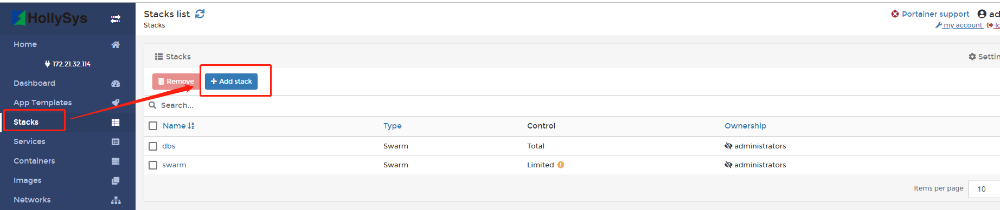 HollySys
Home
172.21.32.114
Dashboard
App Templates
Stacks
Services
Containers
Images
Networks
Stacks list
Stacks
Portainer support
ad
my account
lo
Stacks
Settin
Remove
+ Add stack
Search...
Name Type Control Ownership
dbs Swarm Total administrators
swarm Swarm Limited administrators
Items per page 10